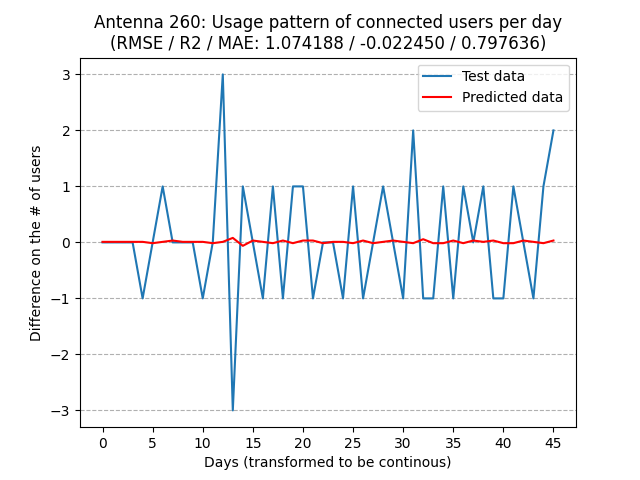 Antenna 260: Usage pattern of connected users per day
(RMSE / R2 / MAE: 1.074188 / -0.022450 / 0.797636)
Test data
Predicted data
Difference on the # of users
3
2
1
0
−1
−2
−3
0 5 10 15 20 25 30 35 40 45
Days (transformed to be continous)